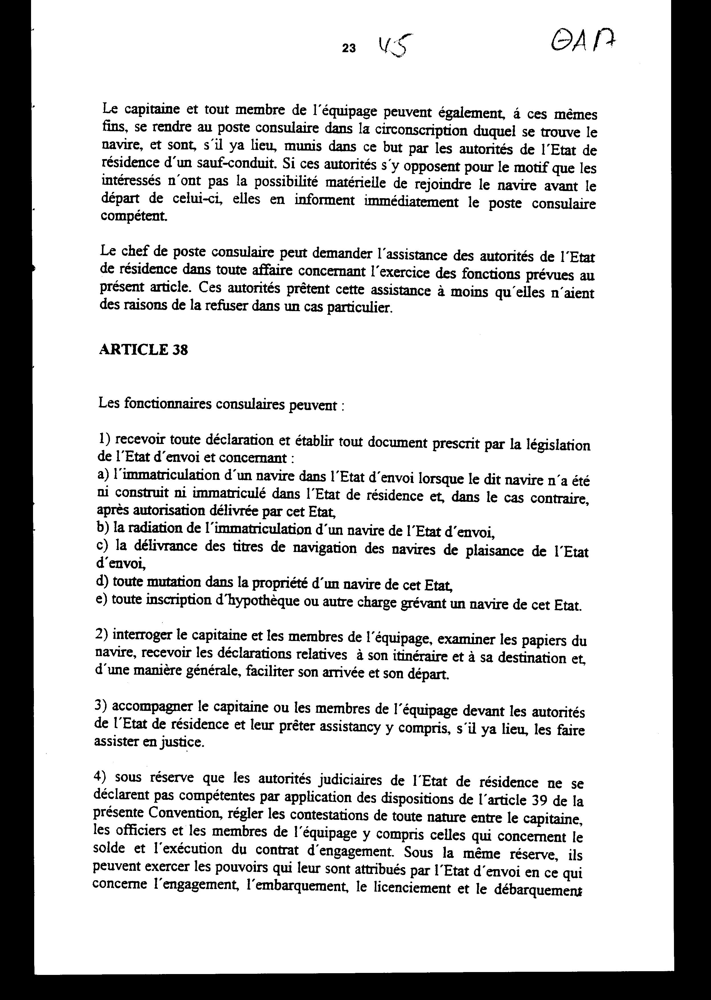 23 45
Le capitaine et tout membre de l´équipage peuvent également, á ces mêmes
fins, se rendre au poste consulaire dans la circonscription duquel se trouve le
navire, et sont, s´il ya lieu, munis dans ce but par les autorités de l´Etat de
résidence d´un sauf-conduit. Si ces autorités s´y opposent pour le motif que les
intéressés n´ont pas la possibilité matérielle de rejoindre le navire avant le
départ de celui-ci, elles en informent immédiatement le poste consulaire
compétent.
Le chef de poste consulaire peut demander l´assistance des autorités de l´Etat
de résidence dans toute affaire concernant l´exercice des fonctions prévues au
présent article. Ces autorités prêtent cette assistance à moins qu´elles n´aient
des raisons de la refuser dans un cas particulier.
ARTICLE 38
Les fonctionnaires consulaires peuvent :
1) recevoir toute déclaration et établir tout document prescrit par la législation
de l´Etat d´envoi et concernant :
a) l´immatriculation d´un navire dans l´Etat d´envoi lorsque le dit navire n´a été
ni construit ni immatriculé dans l´Etat de résidence et, dans le cas contraire,
après autorisation délivrée par cet Etat,
b) la radiation de l´immatriculation d´un navire de l´Etat d´envoi,
c) la délivrance des titres de navigation des navires de plaisance de l´Etat
d´envoi,
d) toute mutation dans la propriété d´un navire de cet Etat,
e) toute inscription d´hypothèque ou autre charge grévant un navire de cet Etat.
2) interroger le capitaine et les membres de l´équipage, examiner les papiers du
navire, recevoir les déclarations relatives à son itinéraire et à sa destination et,
d´une manière générale, faciliter son arrivée et son départ.
3) accompagner le capitaine ou les membres de l´équipage devant les autorités
de l´Etat de résidence et leur prêter assistancy y compris, s´il ya lieu, les faire
assister en justice.
4) sous réserve que les autorités judiciaires de l´Etat de résidence ne se
déclarent pas compétentes par application des dispositions de l´article 39 de la
présente Convention, régler les contestations de toute nature entre le capitaine,
les officiers et les membres de l´équipage y compris celles qui concernent le
solde et l´exécution du contrat d´engagement. Sous la même réserve, ils
peuvent exercer les pouvoirs qui leur sont attribués par l´Etat d´envoi en ce qui
concerne l´engagement, l´embarquement, le licenciement et le débarquement